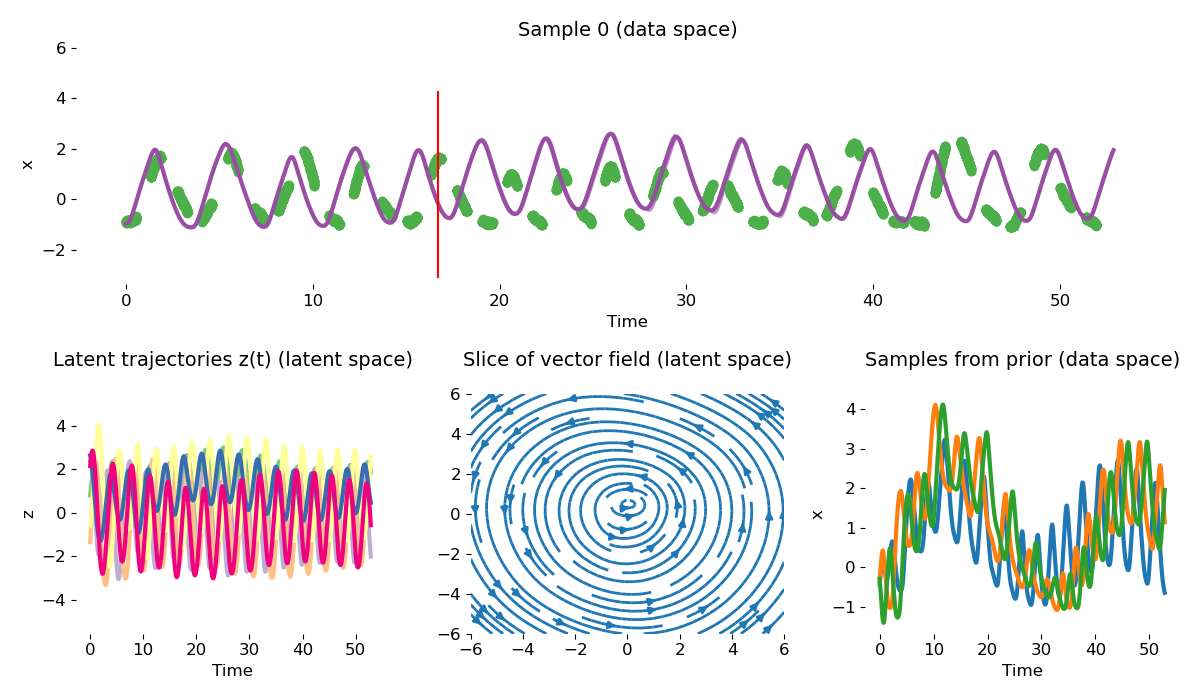 Sample 0 (data space)
6
4
2
0
−2
x
0 10 20 30 40 50
Time
Latent trajectories z(t) (latent space)
4
2
0
−2
−4
z
0 10 20 30 40 50
Time
Slice of vector field (latent space)
6
4
2
0
−2
−4
−6
−6 −4 −2 0 2 4 6
Samples from prior (data space)
4
3
2
1
0
−1
x
0 10 20 30 40 50
Time